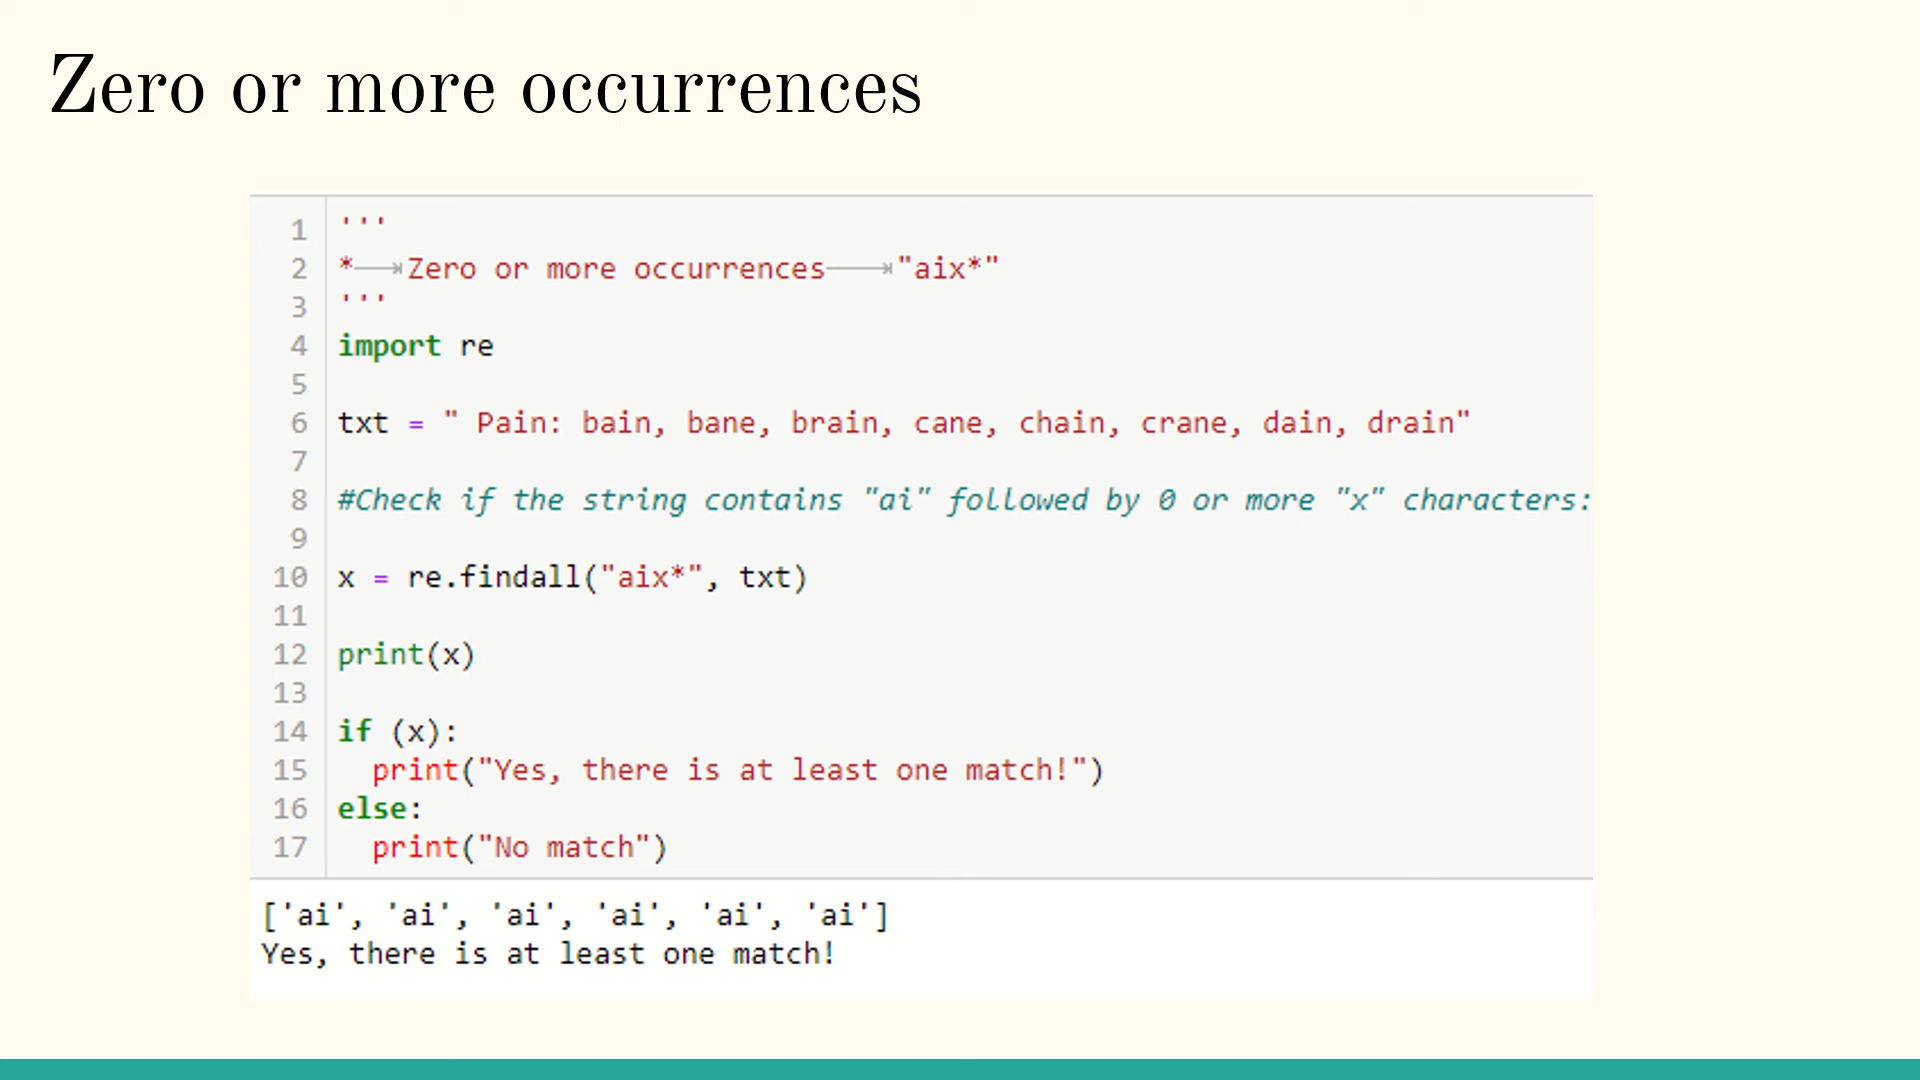 Zero or more occurrences
1 '''
2 *⟶Zero or more occurrences⟶"aix*"
3 '''
4 import re
5
6 txt = " Pain: bain, bane, brain, cane, chain, crane, dain, drain"
7
8 #Check if the string contains "ai" followed by 0 or more "x" characters:
9
10 x = re.findall("aix*", txt)
11
12 print(x)
13
14 if (x):
15   print("Yes, there is at least one match!")
16 else:
17   print("No match")
['ai', 'ai', 'ai', 'ai', 'ai', 'ai']
Yes, there is at least one match!